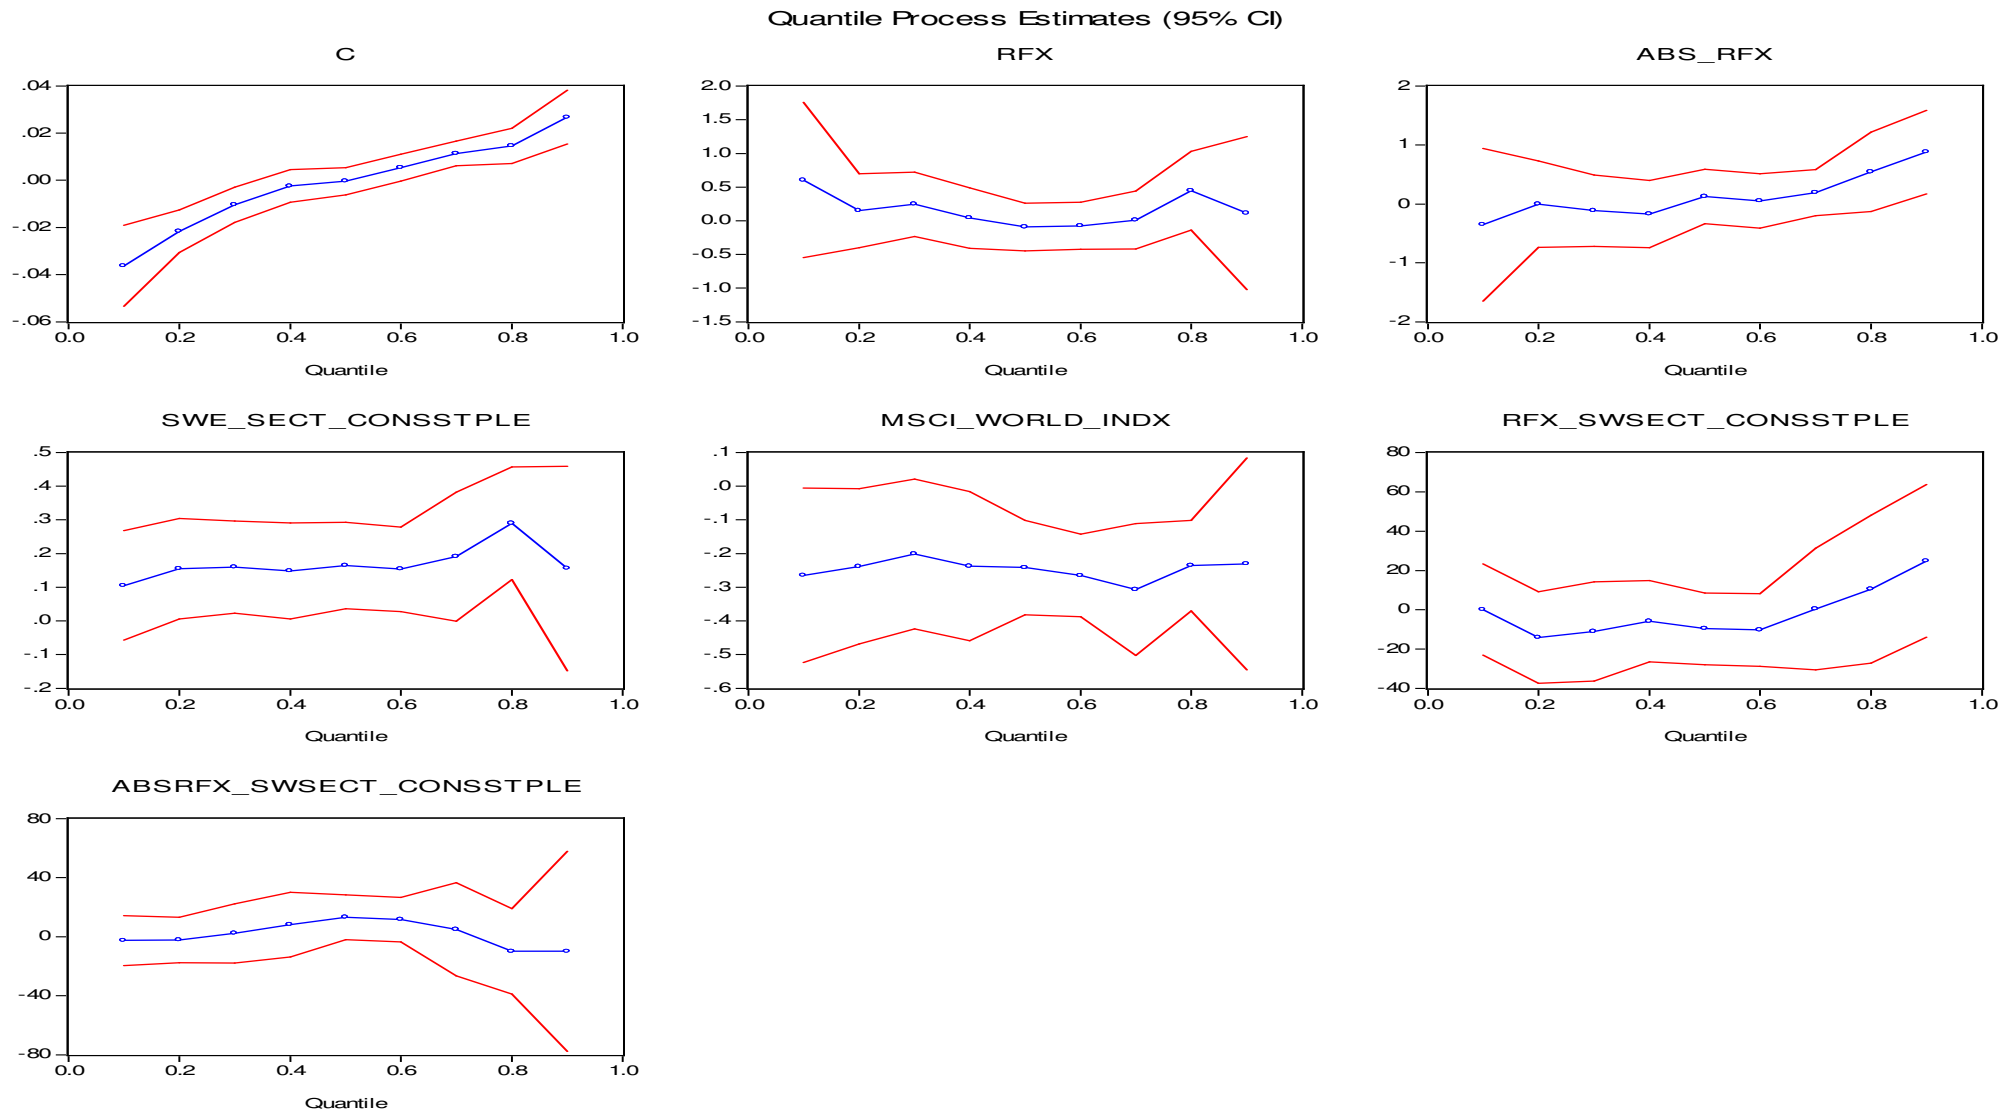 Quantile Process Estimates (95% CI)
C
.04
.02
.00
-.02
-.04
-.06
0.0 0.2 0.4 0.6 0.8 1.0
Quantile
RFX
2.0
1.5
1.0
0.5
0.0
-0.5
-1.0
-1.5
0.0 0.2 0.4 0.6 0.8 1.0
Quantile
ABS_RFX
2
1
0
-1
-2
0.0 0.2 0.4 0.6 0.8 1.0
Quantile
SWE_SECT_CONSSTPLE
.5
.4
.3
.2
.1
.0
-.1
-.2
0.0 0.2 0.4 0.6 0.8 1.0
Quantile
MSCI_WORLD_INDX
.1
.0
-.1
-.2
-.3
-.4
-.5
-.6
0.0 0.2 0.4 0.6 0.8 1.0
Quantile
RFX_SWSECT_CONSSTPLE
80
60
40
20
0
-20
-40
0.0 0.2 0.4 0.6 0.8 1.0
Quantile
ABSRFX_SWSECT_CONSSTPLE
80
40
0
-40
-80
0.0 0.2 0.4 0.6 0.8 1.0
Quantile